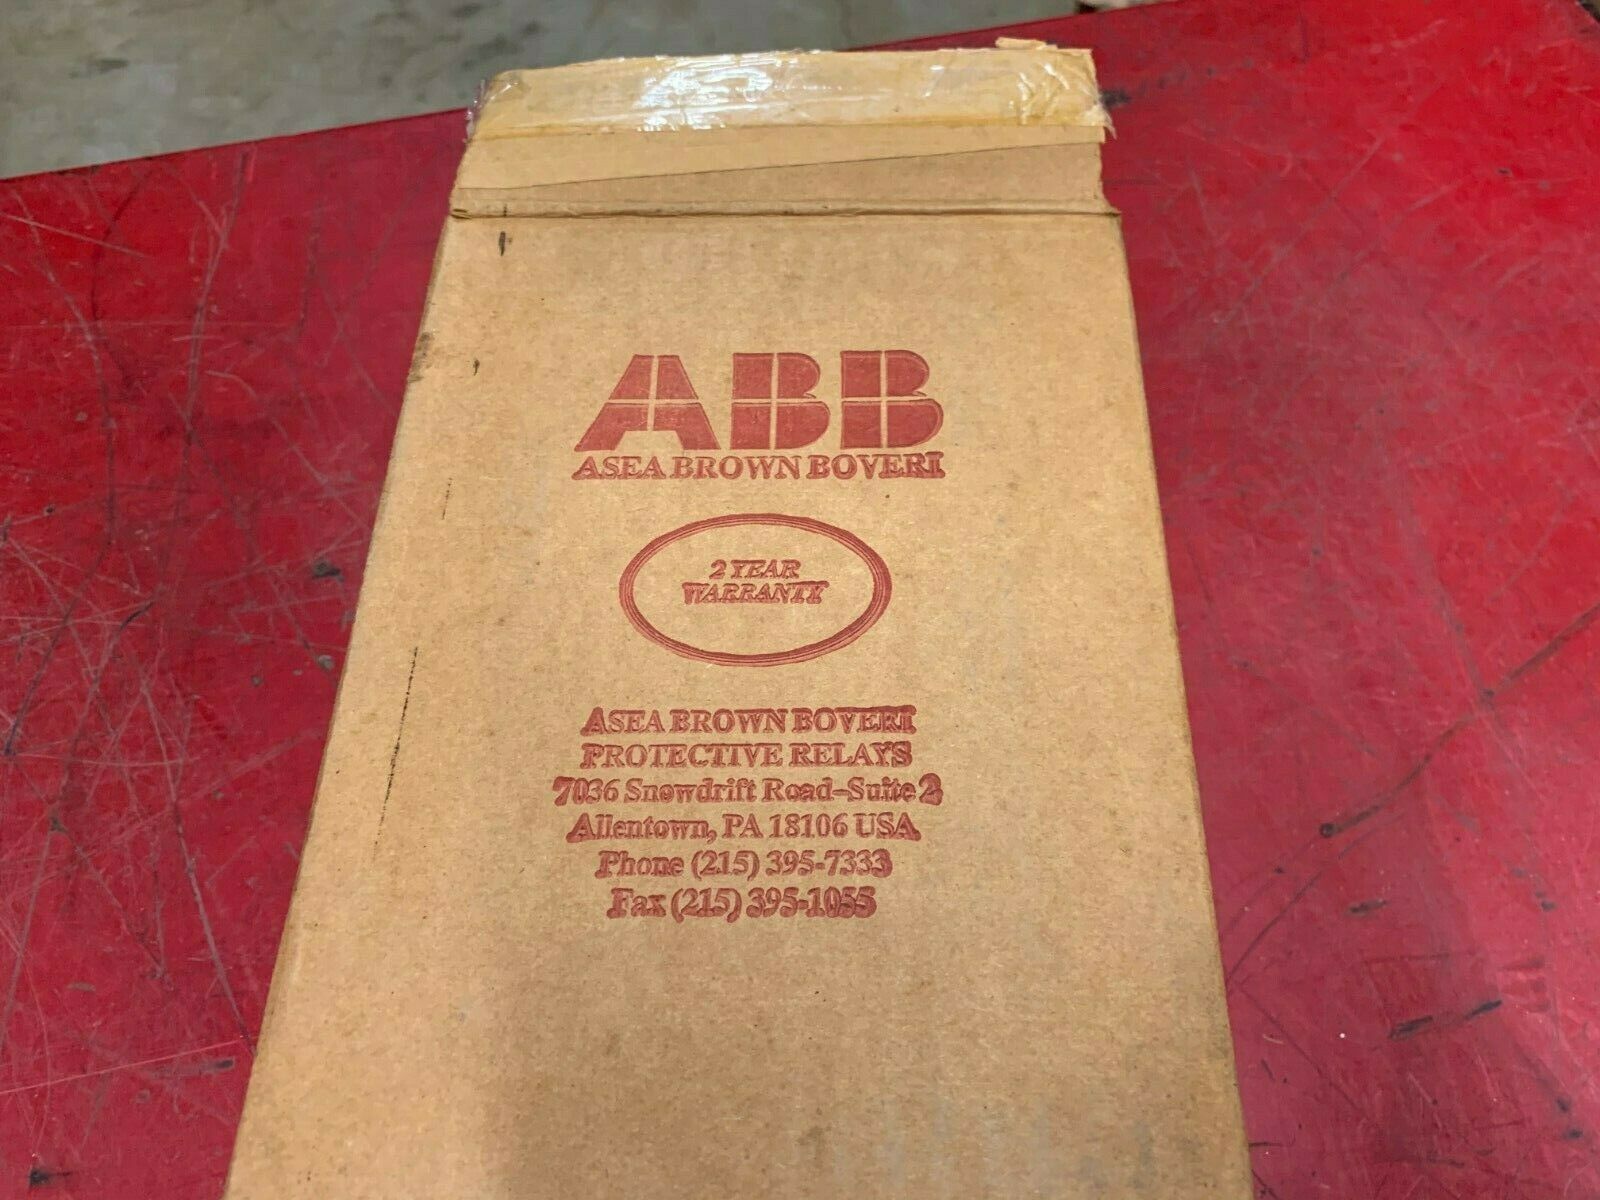 ABB
ASEA BROWN BOVERI
2 YEAR
WARRANTY
ASEA BROWN BOVERI
PROTECTIVE RELAYS
7036 Snowdrift Road-Suite 2
Allentown, PA 18106 USA
Phone (215) 395-7333
Fax (215) 395-1055